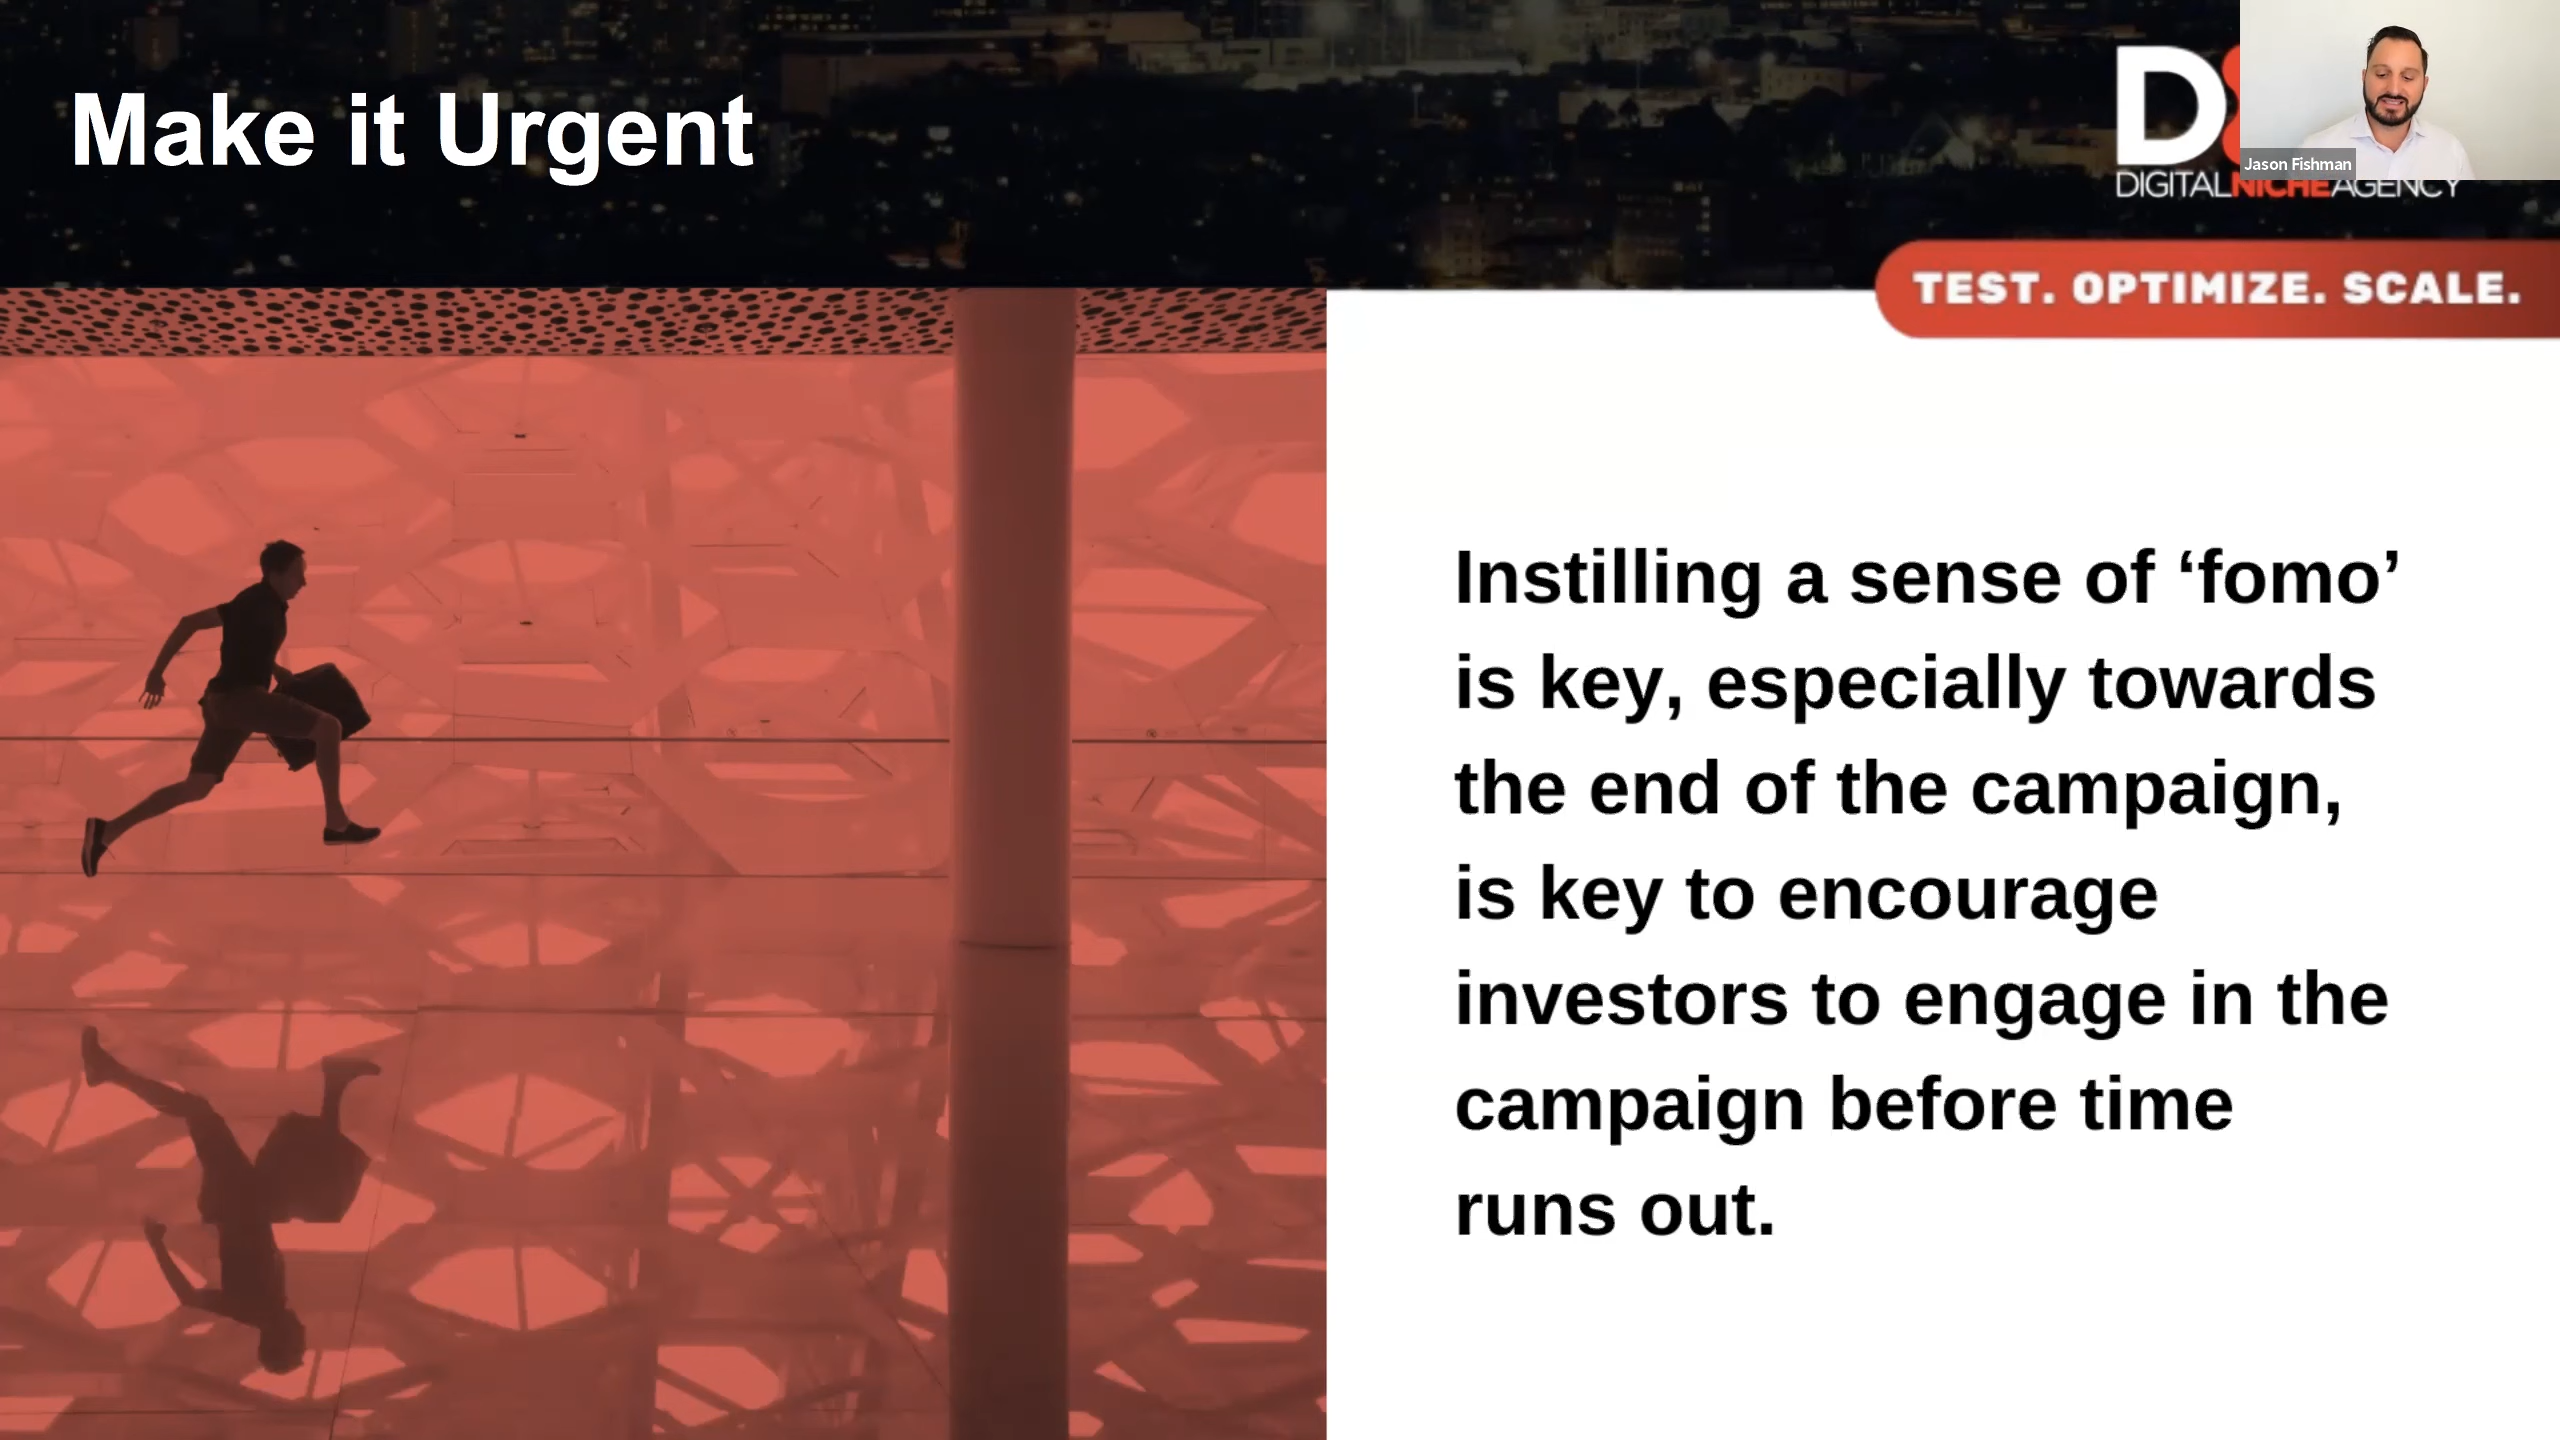 Make it Urgent
D
Jason Fishman
DIGITALNICHEAGENCY
TEST. OPTIMIZE. SCALE.
Instilling a sense of ‘fomo’
is key, especially towards
the end of the campaign,
is key to encourage
investors to engage in the
campaign before time
runs out.